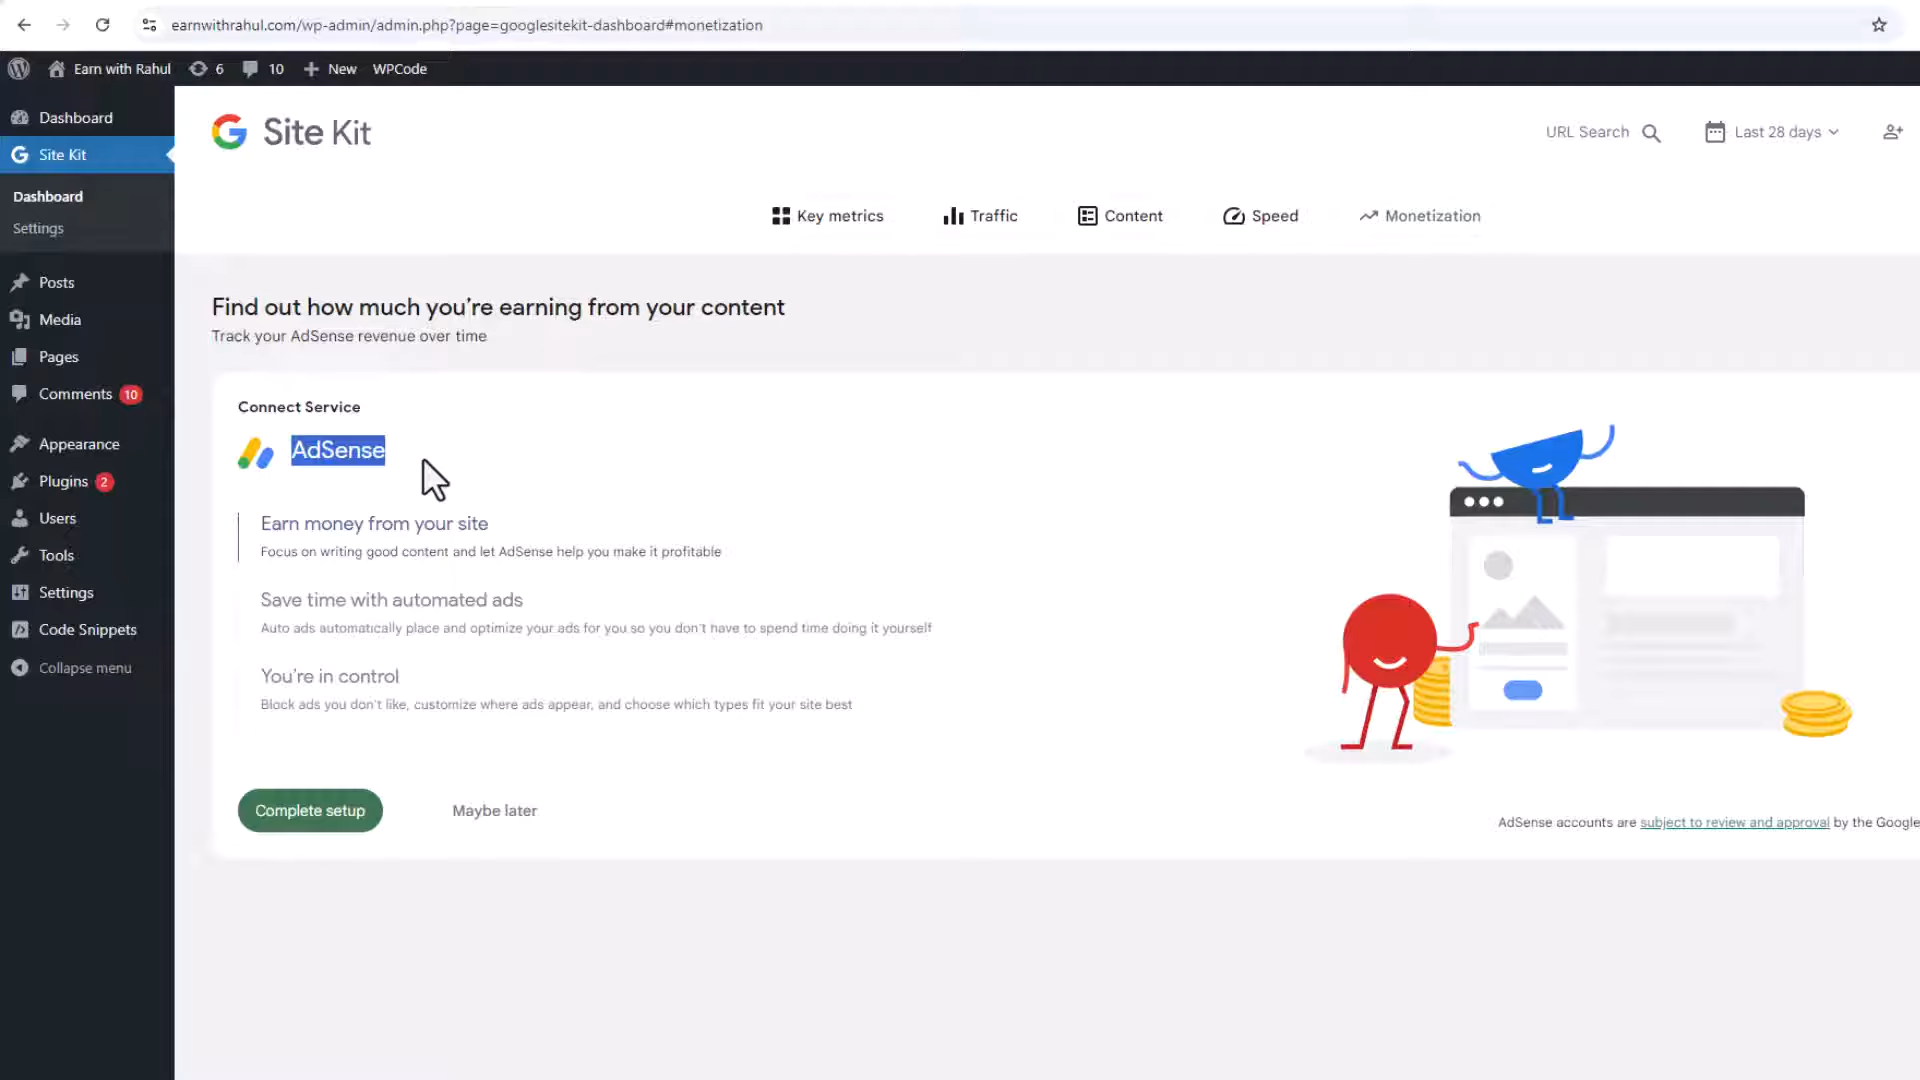 earnwithrahul.com/wp-admin/admin.php?page=googlesitekit-dashboard#monetization
Earn with Rahul 6 10 New WPCode
Dashboard
Site Kit
Dashboard
Settings
Posts
Media
Pages
Comments 10
Appearance
Plugins 2
Users
Tools
Settings
Code Snippets
Collapse menu
Site Kit
URL Search
Last 28 days
Key metrics Traffic Content Speed Monetization
Find out how much you’re earning from your content
Track your AdSense revenue over time
Connect Service
AdSense
Earn money from your site
Focus on writing good content and let AdSense help you make it profitable
Save time with automated ads
Auto ads automatically place and optimize your ads for you so you don’t have to spend time doing it yourself
You’re in control
Block ads you don’t like, customize where ads appear, and choose which types fit your site best
Complete setup Maybe later
AdSense accounts are subject to review and approval by the Google